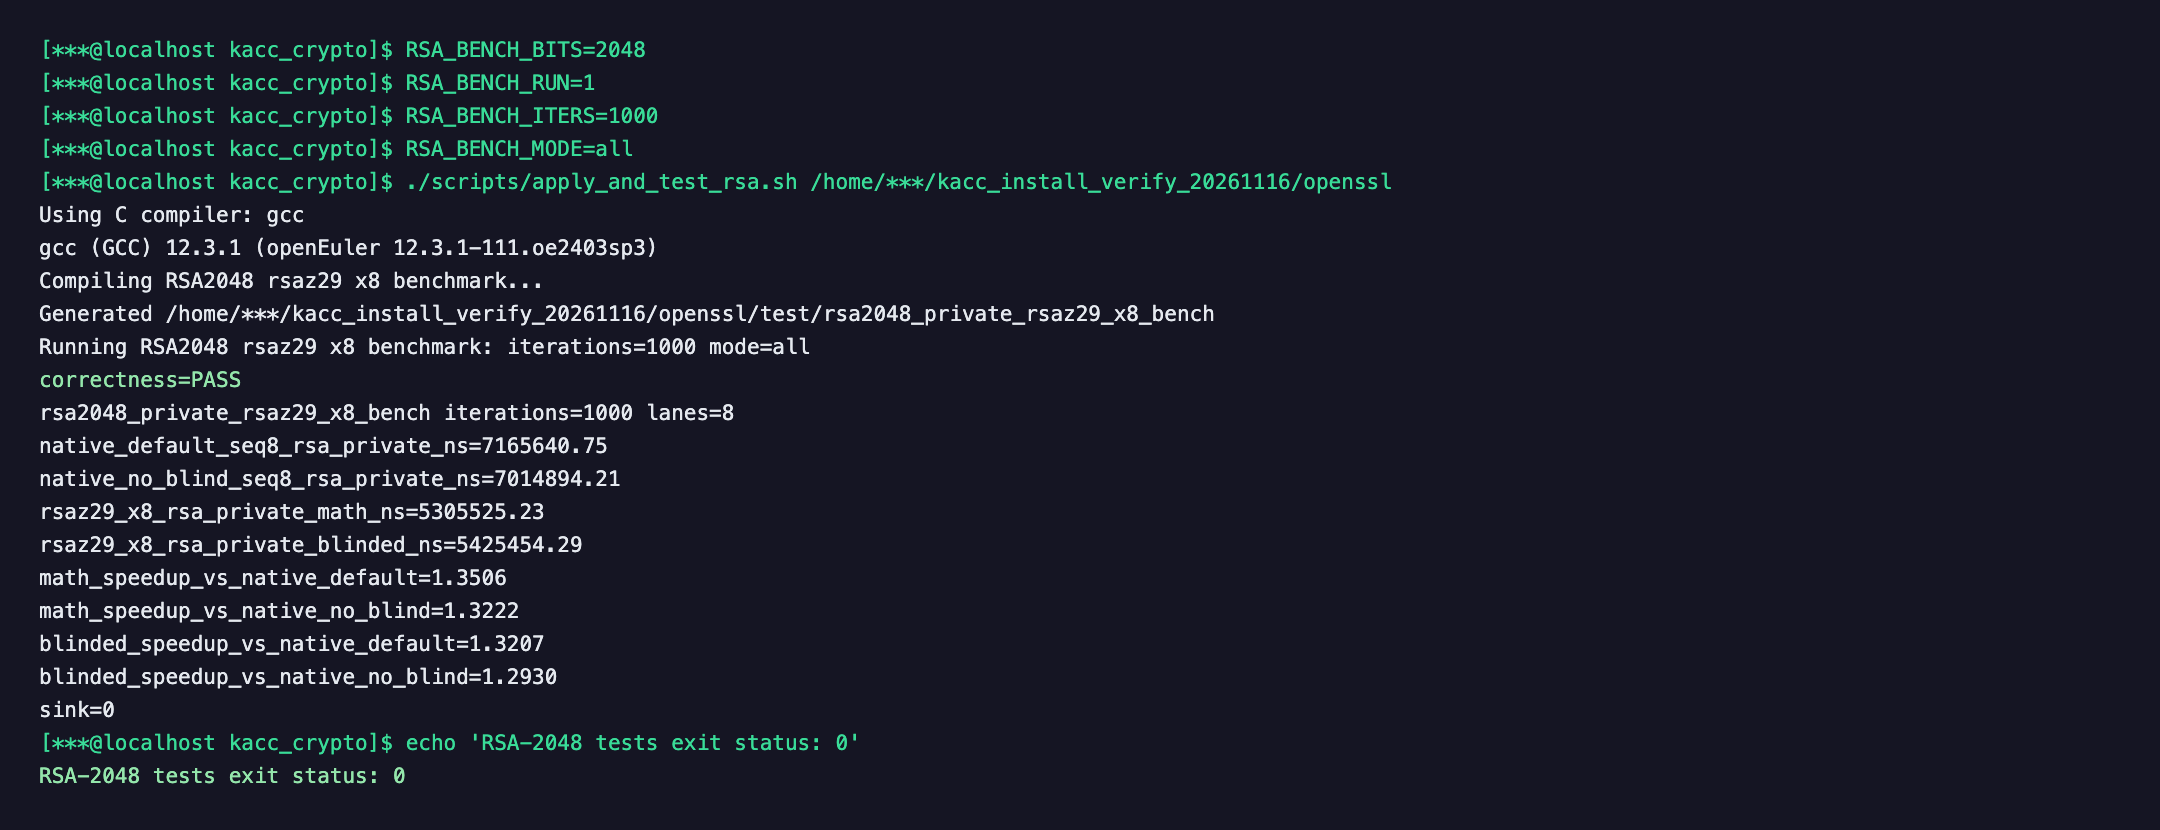 [***@localhost kacc_crypto]$ RSA_BENCH_BITS=2048
[***@localhost kacc_crypto]$ RSA_BENCH_RUN=1
[***@localhost kacc_crypto]$ RSA_BENCH_ITERS=1000
[***@localhost kacc_crypto]$ RSA_BENCH_MODE=all
[***@localhost kacc_crypto]$ ./scripts/apply_and_test_rsa.sh /home/***/kacc_install_verify_20261116/openssl
Using C compiler: gcc
gcc (GCC) 12.3.1 (openEuler 12.3.1-111.oe2403sp3)
Compiling RSA2048 rsaz29 x8 benchmark...
Generated /home/***/kacc_install_verify_20261116/openssl/test/rsa2048_private_rsaz29_x8_bench
Running RSA2048 rsaz29 x8 benchmark: iterations=1000 mode=all
correctness=PASS
rsa2048_private_rsaz29_x8_bench iterations=1000 lanes=8
native_default_seq8_rsa_private_ns=7165640.75
native_no_blind_seq8_rsa_private_ns=7014894.21
rsaz29_x8_rsa_private_math_ns=5305525.23
rsaz29_x8_rsa_private_blinded_ns=5425454.29
math_speedup_vs_native_default=1.3506
math_speedup_vs_native_no_blind=1.3222
blinded_speedup_vs_native_default=1.3207
blinded_speedup_vs_native_no_blind=1.2930
sink=0
[***@localhost kacc_crypto]$ echo 'RSA-2048 tests exit status: 0'
RSA-2048 tests exit status: 0